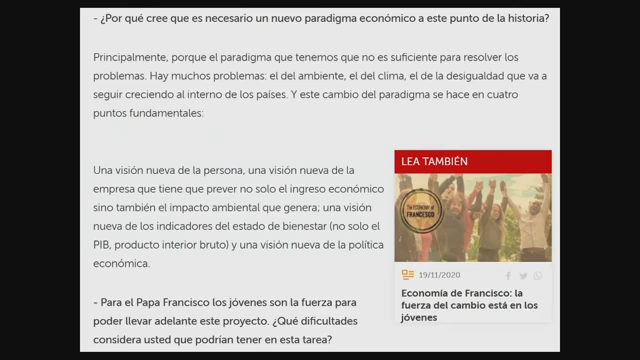 - ¿Por qué cree que es necesario un nuevo paradigma económico a este punto de la historia?
Principalmente, porque el paradigma que tenemos que no es suficiente para resolver los
problemas. Hay muchos problemas: el del ambiente, el del clima, el de la desigualdad que va a
seguir creciendo al interno de los países. Y este cambio del paradigma se hace en cuatro
puntos fundamentales:
Una visión nueva de la persona, una visión nueva de la
empresa que tiene que prever no solo el ingreso económico
sino también el impacto ambiental que genera; una visión
nueva de los indicadores del estado de bienestar (no solo el
PIB, producto interior bruto) y una visión nueva de la política
económica.
- Para el Papa Francisco los jóvenes son la fuerza para
poder llevar adelante este proyecto. ¿Qué dificultades
considera usted que podrían tener en esta tarea?
LEA TAMBIÉN
The Economy of
FRANCESCO
19/11/2020
Economía de Francisco: la
fuerza del cambio está en los
jóvenes